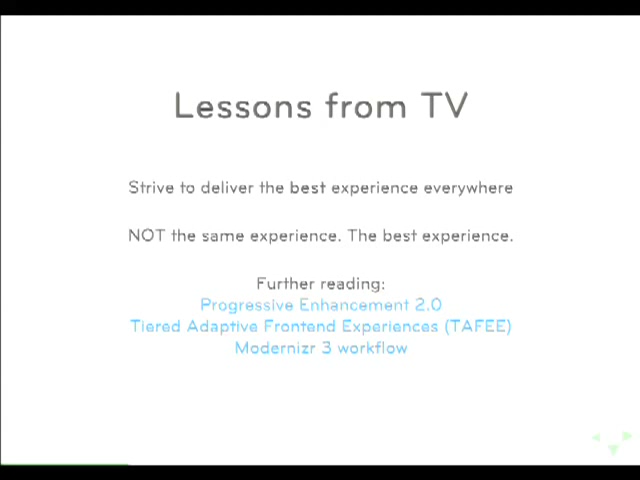 Lessons from TV
Strive to deliver the best experience everywhere
NOT the same experience. The best experience.
Further reading:
Progressive Enhancement 2.0
Tiered Adaptive Frontend Experiences (TAFEE)
Modernizr 3 workflow